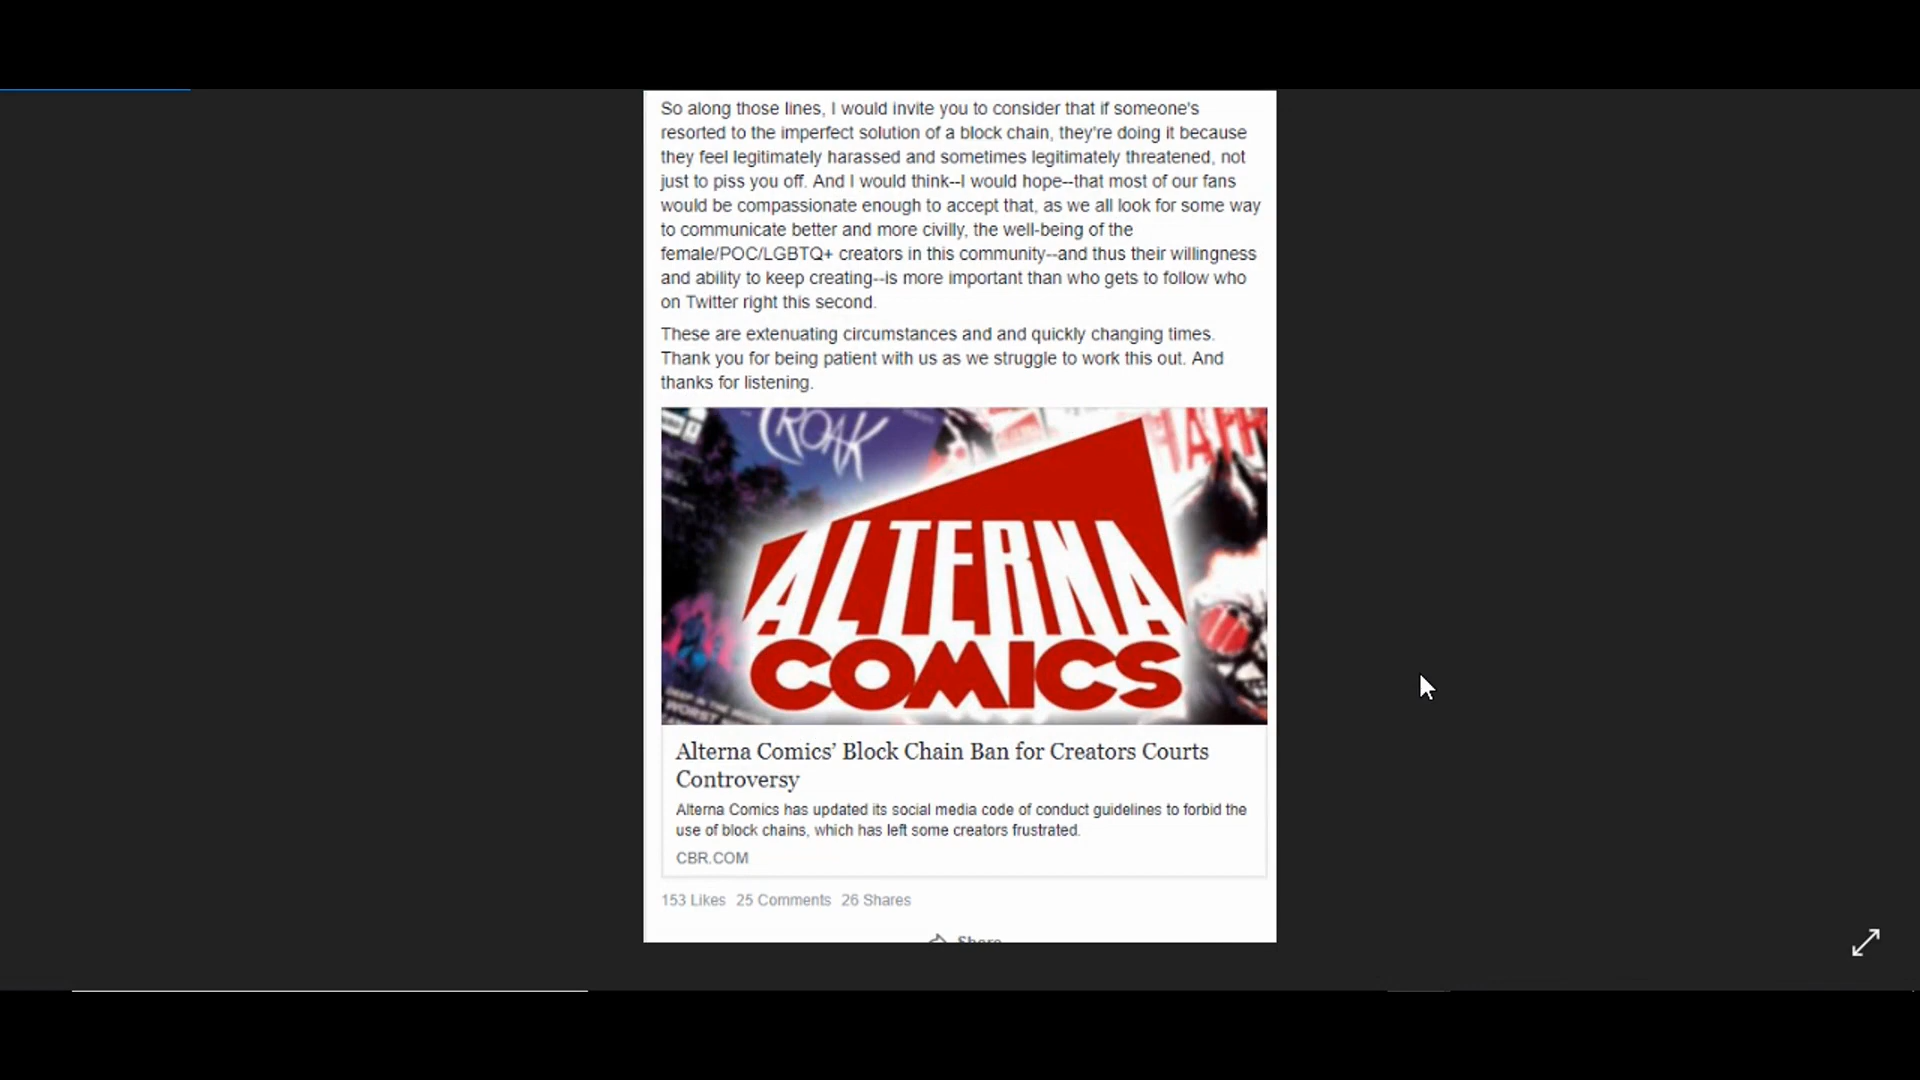 So along those lines, I would invite you to consider that if someone's
resorted to the imperfect solution of a block chain, they're doing it because
they feel legitimately harassed and sometimes legitimately threatened, not
just to piss you off. And I would think--I would hope--that most of our fans
would be compassionate enough to accept that, as we all look for some way
to communicate better and more civilly, the well-being of the
female/POC/LGBTQ+ creators in this community--and thus their willingness
and ability to keep creating--is more important than who gets to follow who
on Twitter right this second.
These are extenuating circumstances and and quickly changing times.
Thank you for being patient with us as we struggle to work this out. And
thanks for listening.
CROAK
ALTERNA
COMICS
WORST
Alterna Comics’ Block Chain Ban for Creators Courts
Controversy
Alterna Comics has updated its social media code of conduct guidelines to forbid the
use of block chains, which has left some creators frustrated.
CBR.COM
153 Likes 25 Comments 26 Shares
Share